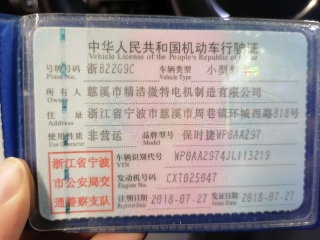 中华人民共和国机动车行驶证
Vehicle License of the People's Republic of China
号牌号码 浙B22G9C 车辆类型 小型
Plate No. Vehicle Type
所有人 慈溪市精浩微特电机制造有限公司
Owner
住址 浙江省宁波市慈溪市周巷镇环城西路818号
Address
使用性质 非营运 品牌型号 保时捷WP0AA297
Use Character Model
浙江省宁波市公安局交通警察支队
车辆识别代号 WP0AA2974JL113219
VIN
发动机号码 CXT025047
Engine No.
注册日期 2018-07-27 发证日期 2018-07-27
Register Date Issue Date